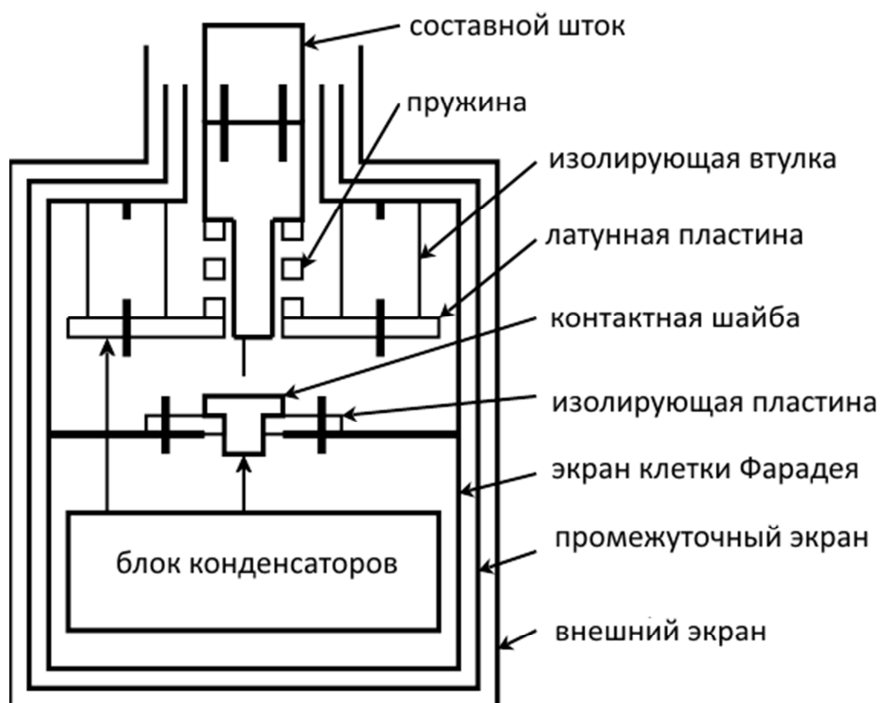 составной шток
пружина
изолирующая втулка
латунная пластина
контактная шайба
изолирующая пластина
экран клетки Фарадея
промежуточный экран
блок конденсаторов
внешний экран